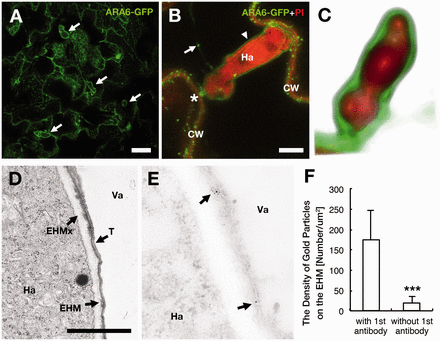 A
ARA6-GFP
B
ARA6-GFP+PI
Ha
*
CW
CW
C
D
Va
EHMx
T
Ha
EHM
E
Va
Ha
F
The Density of Gold Particles
on the EHM [Number/um²]
300
250
200
150
100
50
0
***
with 1st
antibody
without 1st
antibody